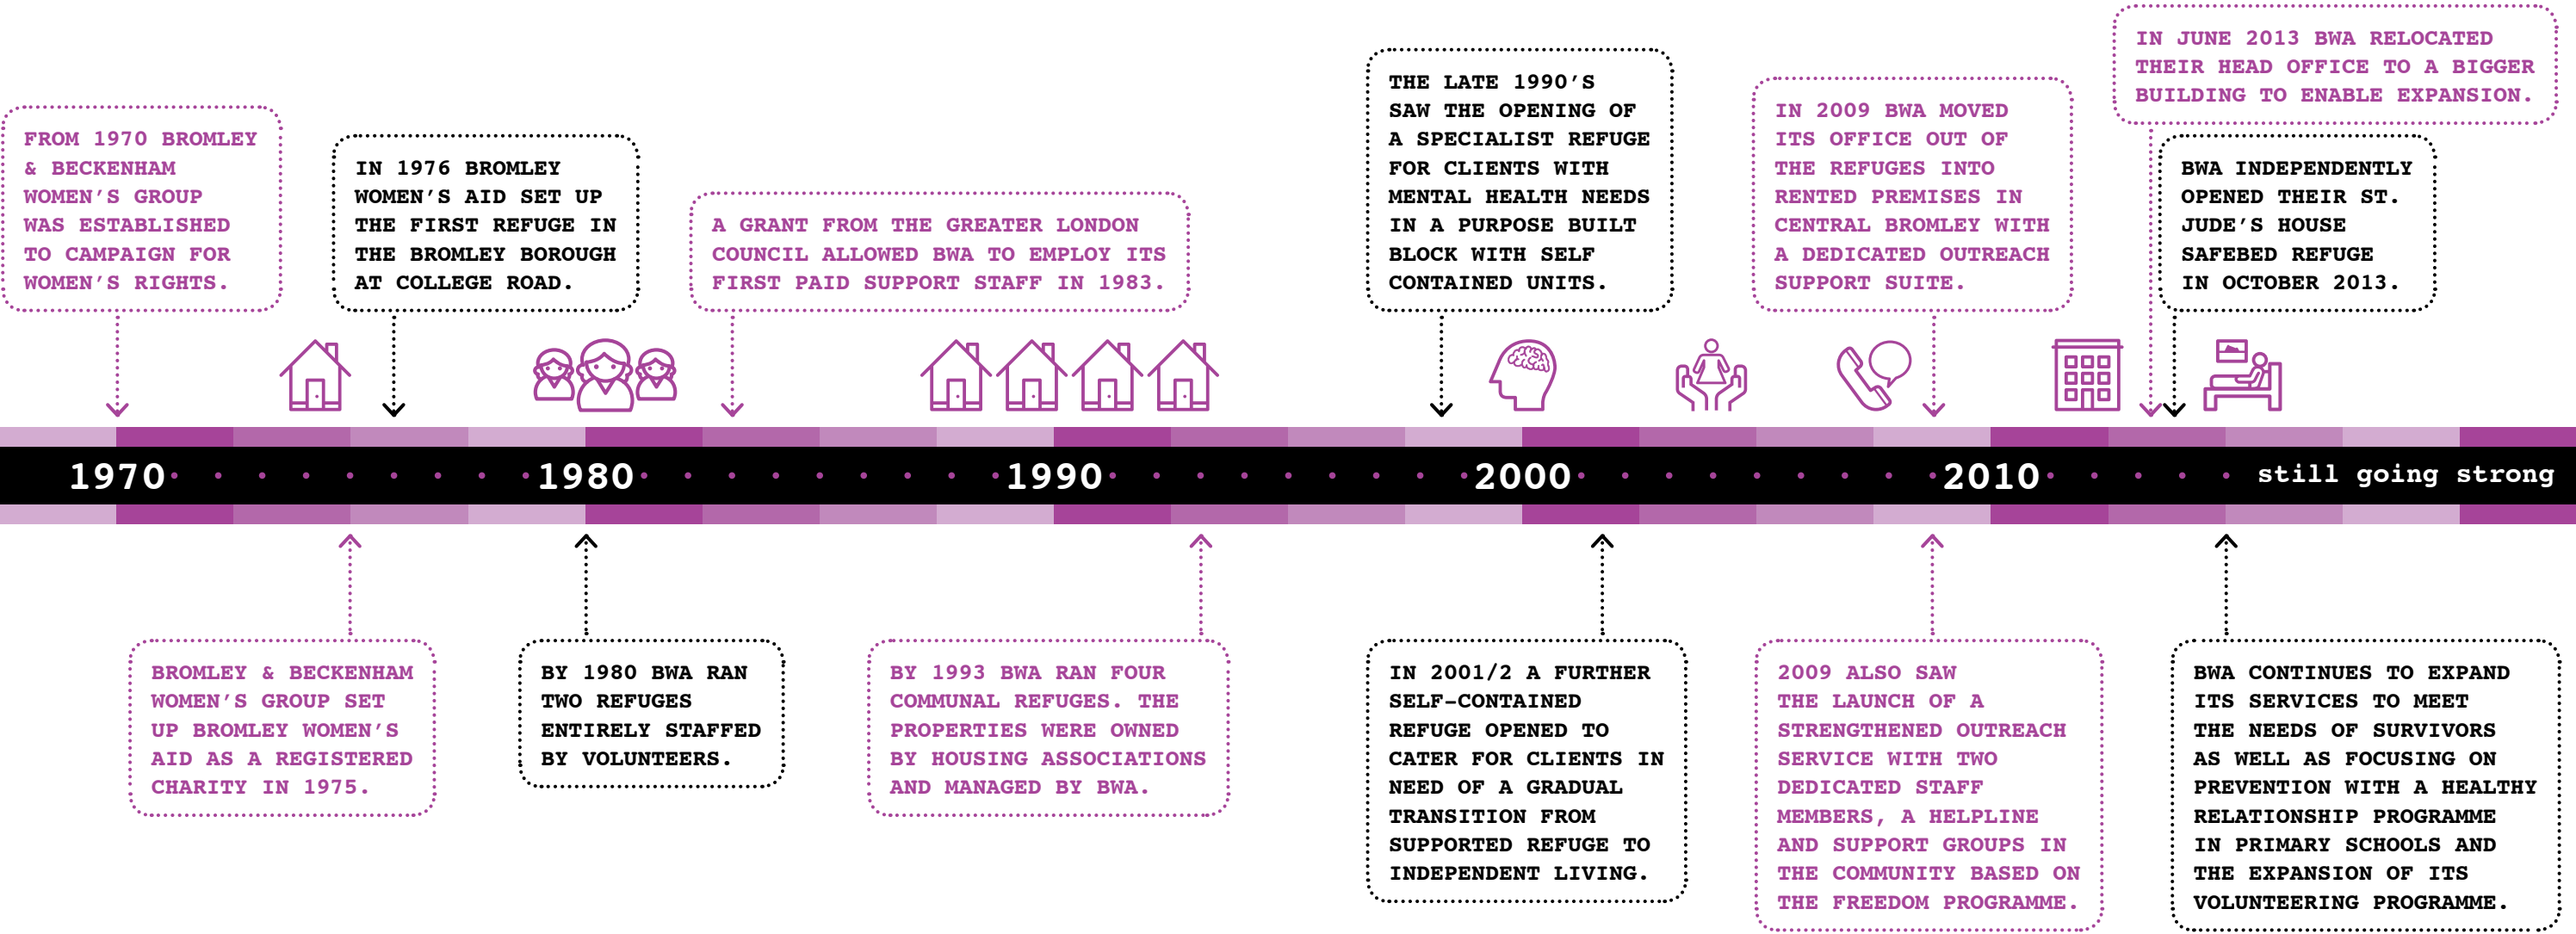 IN JUNE 2013 BWA RELOCATED
THEIR HEAD OFFICE TO A BIGGER
BUILDING TO ENABLE EXPANSION.
FROM 1970 BROMLEY
& BECKENHAM
WOMEN'S GROUP
WAS ESTABLISHED
TO CAMPAIGN FOR
WOMEN'S RIGHTS.
IN 1976 BROMLEY
WOMEN'S AID SET UP
THE FIRST REFUGE IN
THE BROMLEY BOROUGH
AT COLLEGE ROAD.
A GRANT FROM THE GREATER LONDON
COUNCIL ALLOWED BWA TO EMPLOY ITS
FIRST PAID SUPPORT STAFF IN 1983.
THE LATE 1990'S
SAW THE OPENING OF
A SPECIALIST REFUGE
FOR CLIENTS WITH
MENTAL HEALTH NEEDS
IN A PURPOSE BUILT
BLOCK WITH SELF
CONTAINED UNITS.
IN 2009 BWA MOVED
ITS OFFICE OUT OF
THE REFUGES INTO
RENTED PREMISES IN
CENTRAL BROMLEY WITH
A DEDICATED OUTREACH
SUPPORT SUITE.
BWA INDEPENDENTLY
OPENED THEIR ST.
JUDE'S HOUSE
SAFEBED REFUGE
IN OCTOBER 2013.
1970 1980 1990 2000 2010 still going strong
BROMLEY & BECKENHAM
WOMEN'S GROUP SET
UP BROMLEY WOMEN'S
AID AS A REGISTERED
CHARITY IN 1975.
BY 1980 BWA RAN
TWO REFUGES
ENTIRELY STAFFED
BY VOLUNTEERS.
BY 1993 BWA RAN FOUR
COMMUNAL REFUGES. THE
PROPERTIES WERE OWNED
BY HOUSING ASSOCIATIONS
AND MANAGED BY BWA.
IN 2001/2 A FURTHER
SELF-CONTAINED
REFUGE OPENED TO
CATER FOR CLIENTS IN
NEED OF A GRADUAL
TRANSITION FROM
SUPPORTED REFUGE TO
INDEPENDENT LIVING.
2009 ALSO SAW
THE LAUNCH OF A
STRENGTHENED OUTREACH
SERVICE WITH TWO
DEDICATED STAFF
MEMBERS, A HELPLINE
AND SUPPORT GROUPS IN
THE COMMUNITY BASED ON
THE FREEDOM PROGRAMME.
BWA CONTINUES TO EXPAND
ITS SERVICES TO MEET
THE NEEDS OF SURVIVORS
AS WELL AS FOCUSING ON
PREVENTION WITH A HEALTHY
RELATIONSHIP PROGRAMME
IN PRIMARY SCHOOLS AND
THE EXPANSION OF ITS
VOLUNTEERING PROGRAMME.